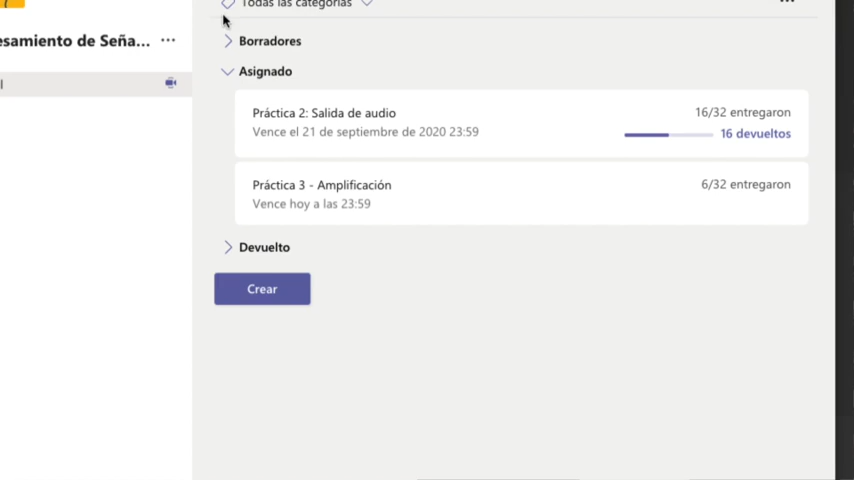 Todas las categorías
esamiento de Seña... ...
Borradores
Asignado
Práctica 2: Salida de audio
16/32 entregaron
Vence el 21 de septiembre de 2020 23:59
16 devueltos
Práctica 3 - Amplificación
6/32 entregaron
Vence hoy a las 23:59
Devuelto
Crear